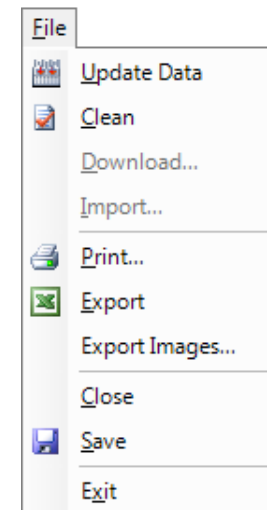 File
Update Data
Clean
Download...
Import...
Print...
Export
Export Images...
Close
Save
Exit